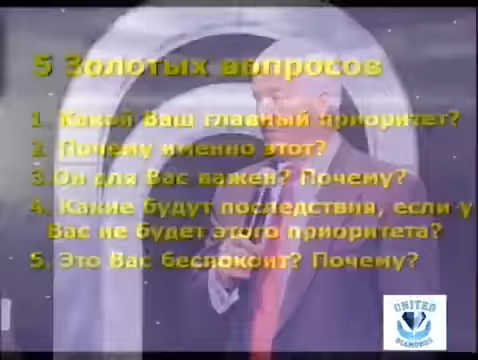 5 Золотых вопросов
1. Какой Ваш главный приоритет?
2. Почему именно этот?
3.Он для Вас важен? Почему?
4. Какие будут последствия, если у
Вас не будет этого приоритета?
5. Это Вас беспокоит? Почему?
UNITED
DIAMONDS